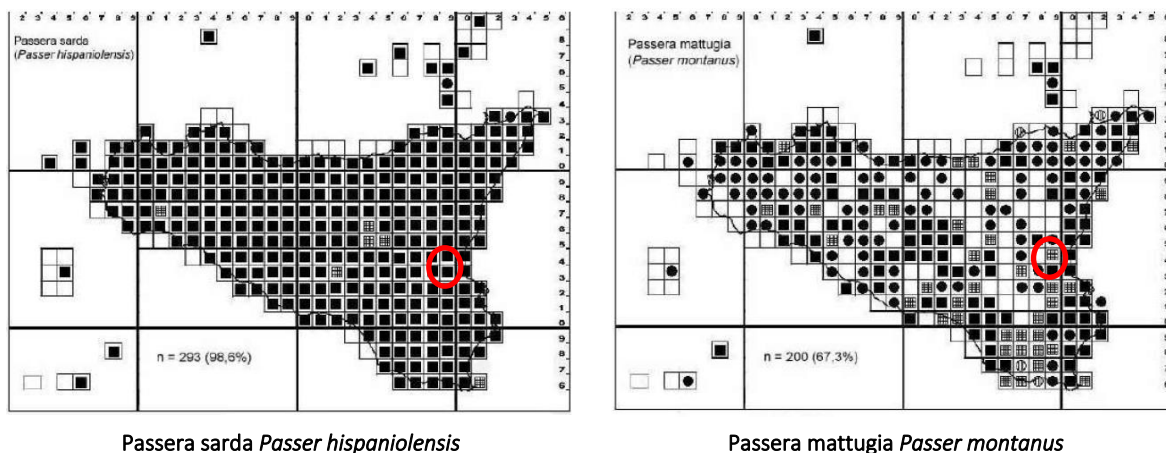 Passera sarda
(Passer hispaniolensis)
n = 293 (98,6%)
Passera sarda Passer hispaniolensis
Passera mattugia
(Passer montanus)
n = 200 (67,3%)
Passera mattugia Passer montanus